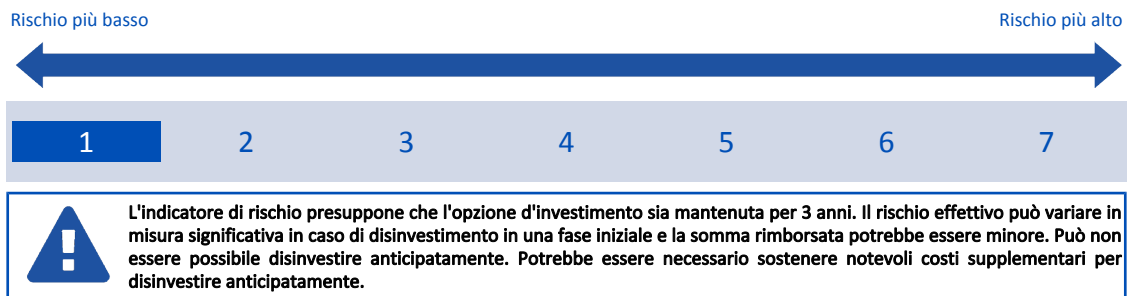 Rischio più basso Rischio più alto
1 2 3 4 5 6 7
L'indicatore di rischio presuppone che l'opzione d'investimento sia mantenuta per 3 anni. Il rischio effettivo può variare in
misura significativa in caso di disinvestimento in una fase iniziale e la somma rimborsata potrebbe essere minore. Può non
essere possibile disinvestire anticipatamente. Potrebbe essere necessario sostenere notevoli costi supplementari per
disinvestire anticipatamente.